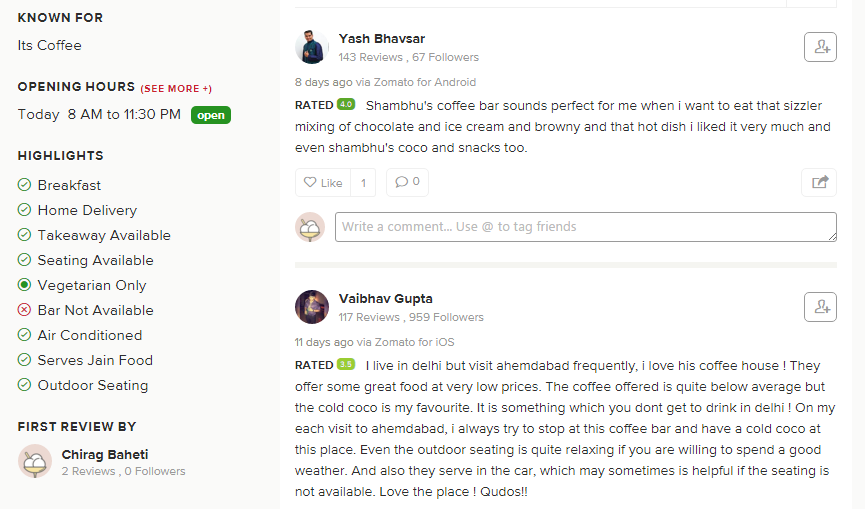 KNOWN FOR
Its Coffee
OPENING HOURS (SEE MORE +)
Today 8 AM to 11:30 PM open
HIGHLIGHTS
Breakfast
Home Delivery
Takeaway Available
Seating Available
Vegetarian Only
Bar Not Available
Air Conditioned
Serves Jain Food
Outdoor Seating
FIRST REVIEW BY
Chirag Baheti
2 Reviews , 0 Followers
Yash Bhavsar
143 Reviews , 67 Followers
8 days ago via Zomato for Android
RATED 4.0 Shambhu's coffee bar sounds perfect for me when i want to eat that sizzler
mixing of chocolate and ice cream and browny and that hot dish i liked it very much and
even shambhu's coco and snacks too.
Like 1 0
Write a comment... Use @ to tag friends
Vaibhav Gupta
117 Reviews , 959 Followers
11 days ago via Zomato for iOS
RATED 3.5 I live in delhi but visit ahemdabad frequently, i love his coffee house ! They
offer some great food at very low prices. The coffee offered is quite below average but
the cold coco is my favourite. It is something which you dont get to drink in delhi ! On my
each visit to ahemdabad, i always try to stop at this coffee bar and have a cold coco at
this place. Even the outdoor seating is quite relaxing if you are willing to spend a good
weather. And also they serve in the car, which may sometimes is helpful if the seating is
not available. Love the place ! Qudos!!